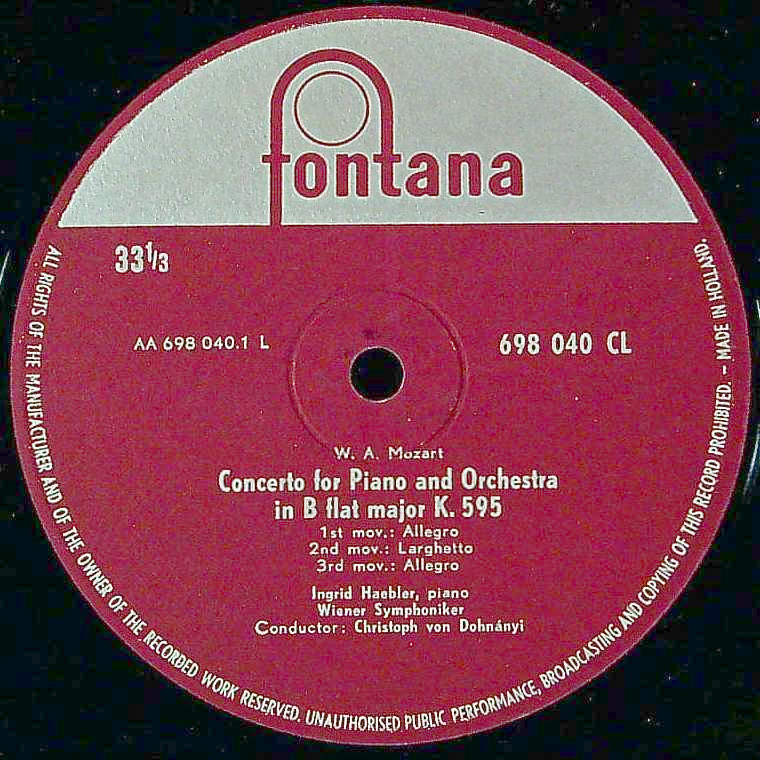 fontana
33 1/3
AA 698 040.1 L
698 040 CL
W. A. Mozart
Concerto for Piano and Orchestra
in B flat major K. 595
1st mov.: Allegro
2nd mov.: Larghetto
3rd mov.: Allegro
Ingrid Haebler, piano
Wiener Symphoniker
Conductor: Christoph von Dohnányi
ALL RIGHTS OF THE MANUFACTURER AND OF THE OWNER OF THE RECORDED WORK RESERVED. UNAUTHORISED PUBLIC PERFORMANCE, BROADCASTING AND COPYING OF THIS RECORD PROHIBITED. – MADE IN HOLLAND.